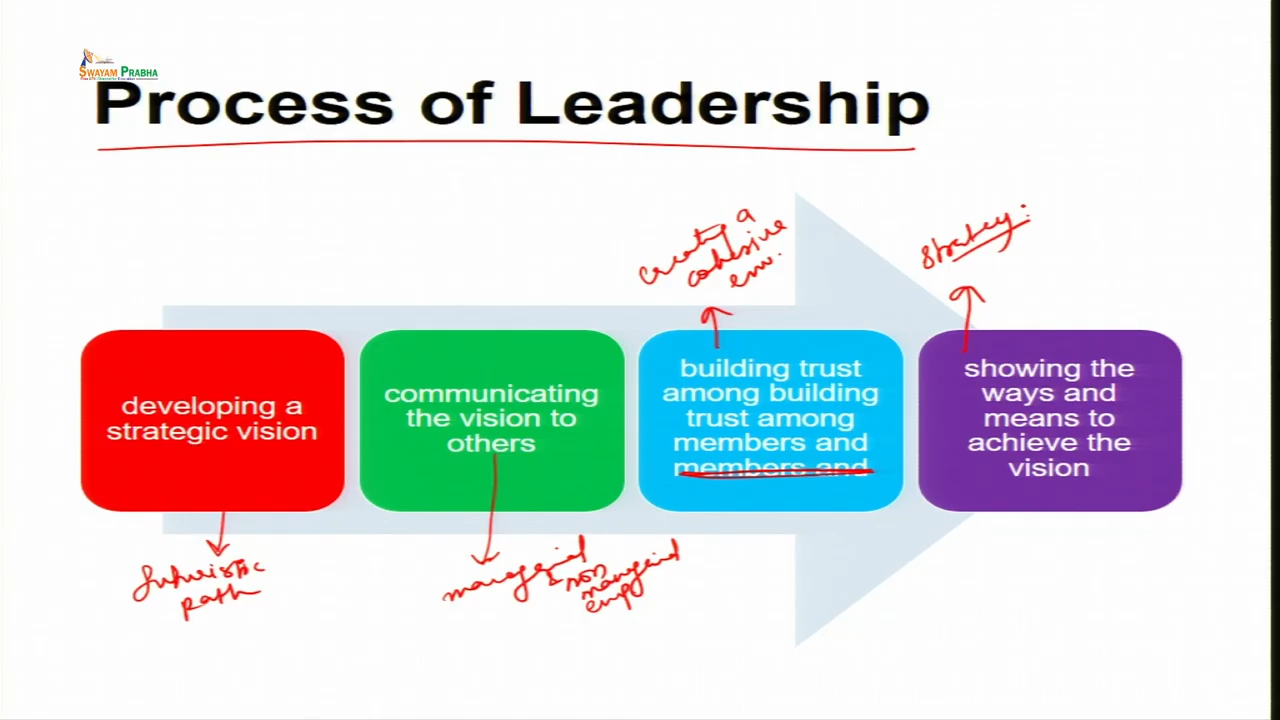 SWAYAM PRABHA
Process of Leadership
creating a
cohesive
env.
Strategy:
developing a
strategic vision
communicating
the vision to
others
building trust
among building
trust among
members and
members and
showing the
ways and
means to
achieve the
vision
futuristic
path
managerial
& non
managerial
emp